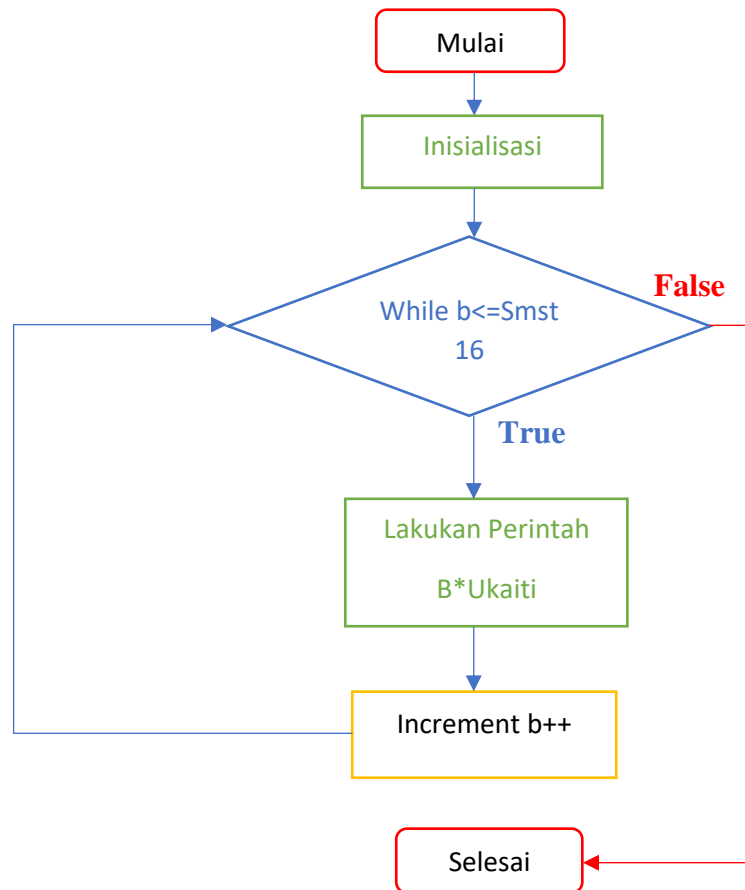 Mulai
Inisialisasi
False
While b<=Smst
16
True
Lakukan Perintah
B*Ukaiti
Increment b++
Selesai